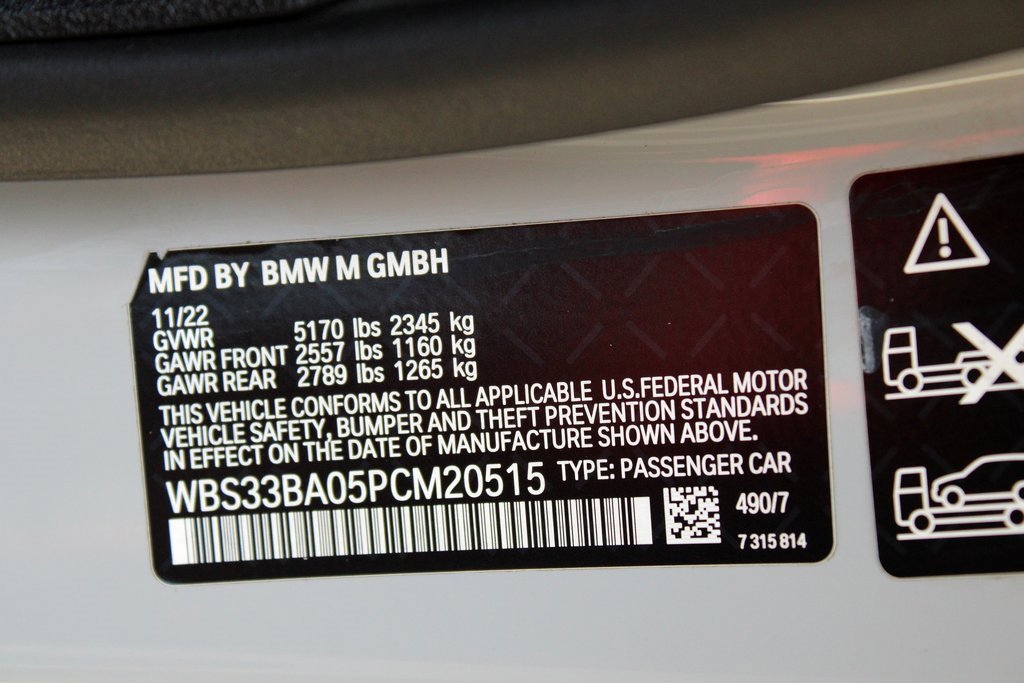 MFD BY BMW M GMBH
11/22
GVWR 5170 lbs 2345 kg
GAWR FRONT 2557 lbs 1160 kg
GAWR REAR 2789 lbs 1265 kg
THIS VEHICLE CONFORMS TO ALL APPLICABLE U.S.FEDERAL MOTOR
VEHICLE SAFETY, BUMPER AND THEFT PREVENTION STANDARDS
IN EFFECT ON THE DATE OF MANUFACTURE SHOWN ABOVE.
WBS33BA05PCM20515 TYPE: PASSENGER CAR
490/7
7 315 814